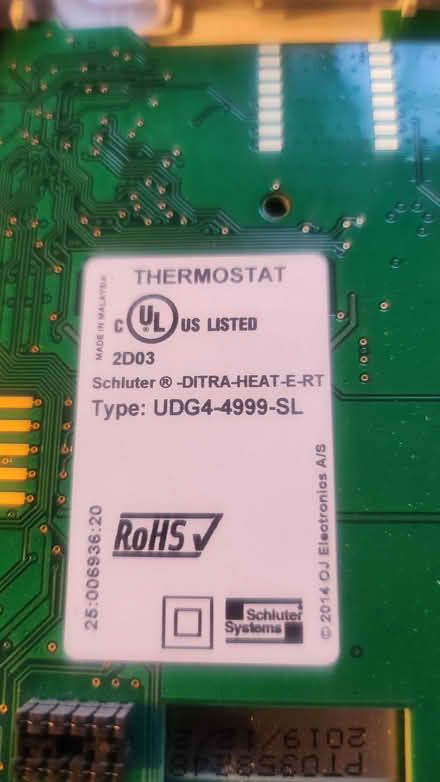 THERMOSTAT
MADE IN MALAYSIA
C UL US LISTED
2D03
Schluter ® -DITRA-HEAT-E-RT
Type: UDG4-4999-SL
25:006936:20
RoHS
© 2014 OJ Electronics A/S
Schluter
Systems
2019/12/